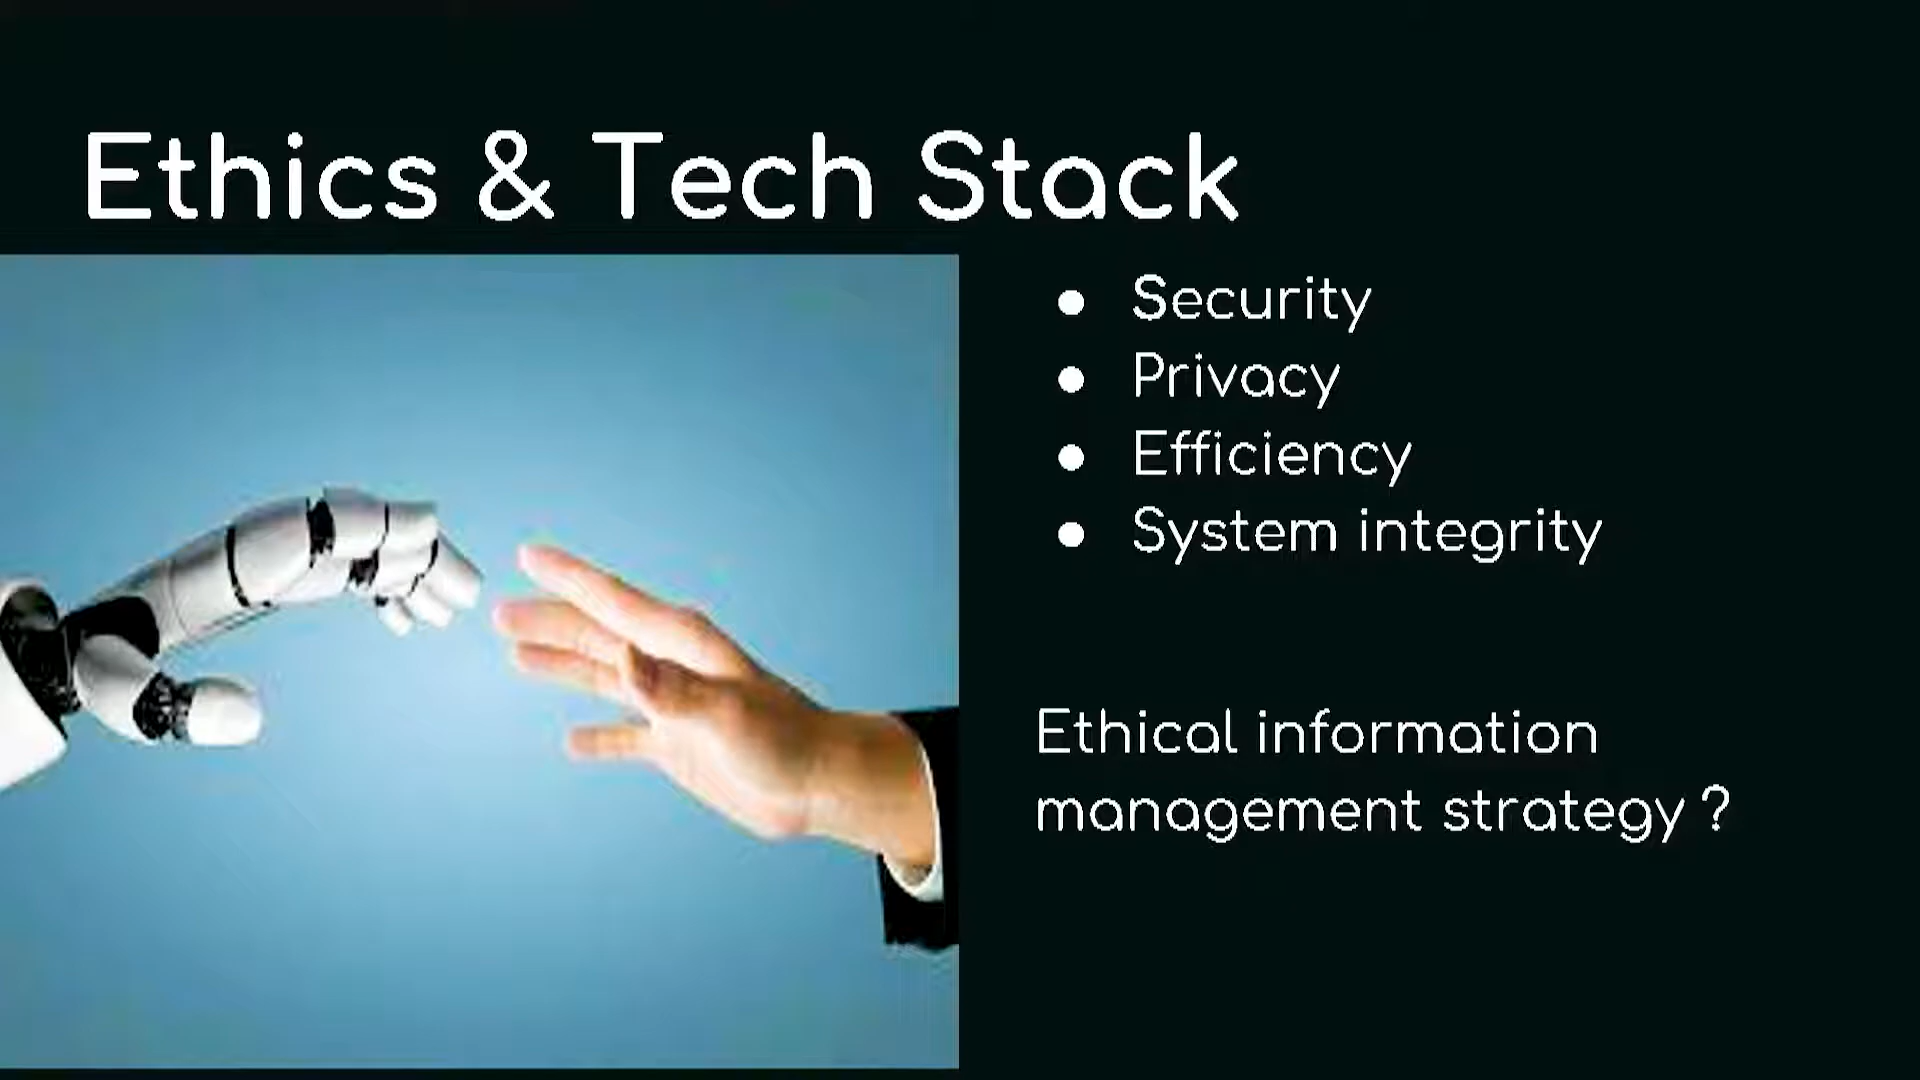 Ethics & Tech Stack
● Security
● Privacy
● Efficiency
● System integrity
Ethical information
management strategy ?